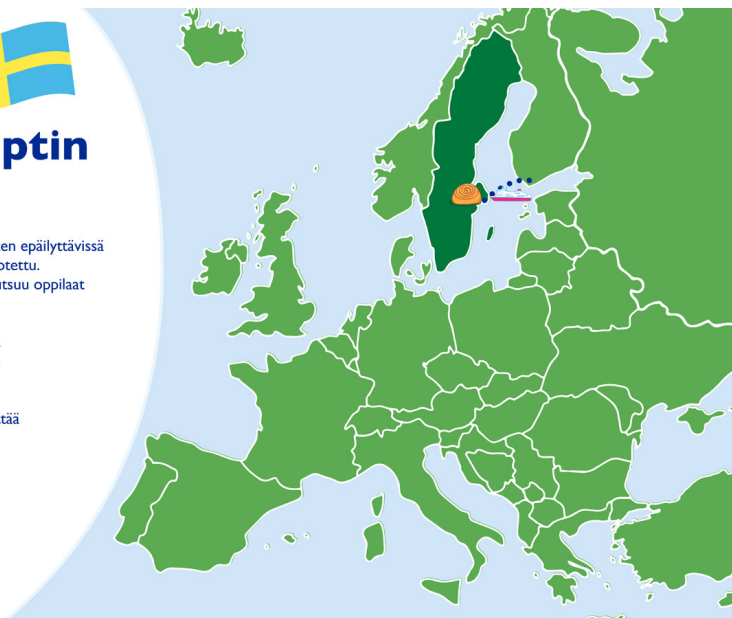 ptin
en epäilyttävissä
otettu.
utsuu oppilaat
tää